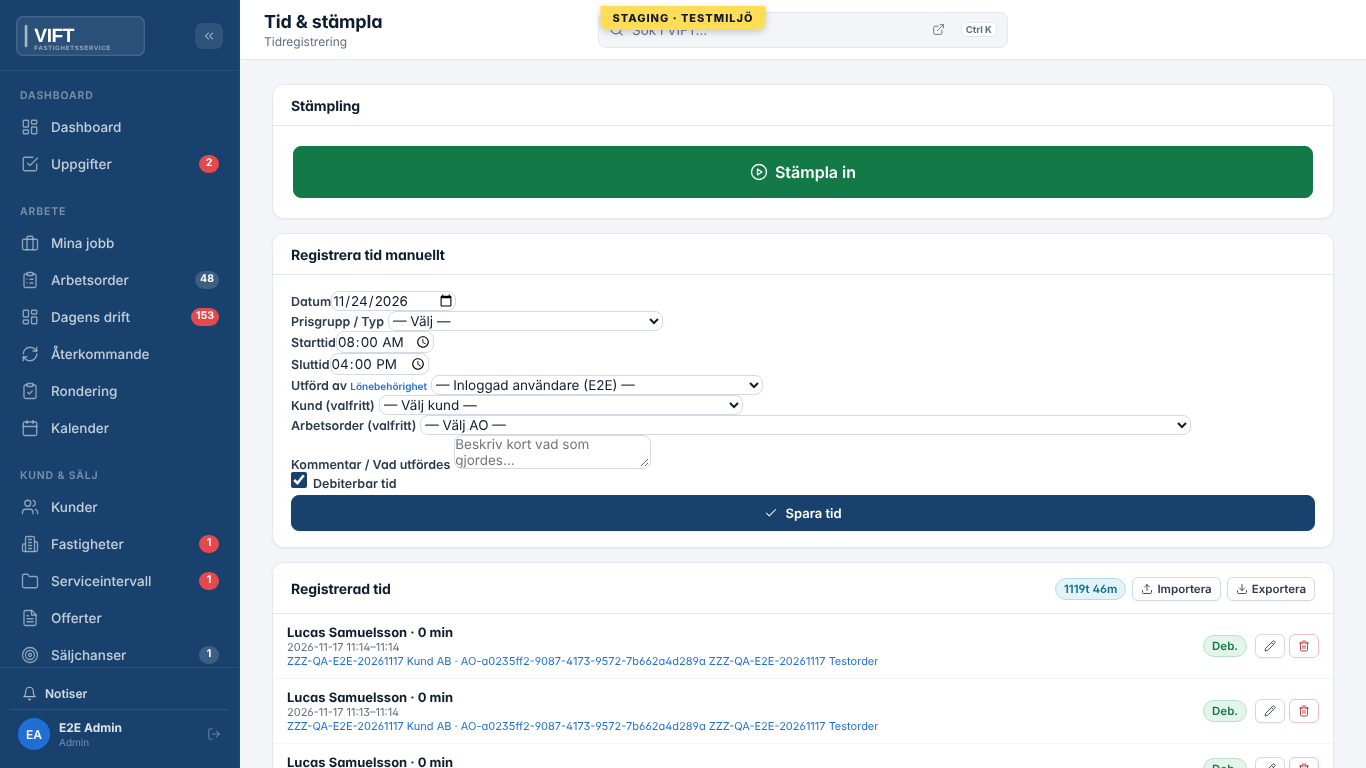 VIFT
FASTIGHETSSERVICE
DASHBOARD
Dashboard
Uppgifter 2
ARBETE
Mina jobb
Arbetsorder 48
Dagens drift 153
Återkommande
Rondering
Kalender
KUND & SÄLJ
Kunder
Fastigheter 1
Serviceintervall 1
Offerter
Säljchanser 1
Notiser
EA E2E Admin
Admin
Tid & stämpla
Tidregistrering
STAGING · TESTMILJÖ
Sök i VIFT...
Ctrl K
Stämpling
Stämpla in
Registrera tid manuellt
Datum 11/24/2026
Prisgrupp / Typ — Välj —
Starttid 08:00 AM
Sluttid 04:00 PM
Utförd av Lönebehörighet — Inloggad användare (E2E) —
Kund (valfritt) — Välj kund —
Arbetsorder (valfritt) — Välj AO —
Beskriv kort vad som
gjordes...
Kommentar / Vad utfördes
Debiterbar tid
Spara tid
Registrerad tid 1119t 46m Importera Exportera
Lucas Samuelsson · 0 min
2026-11-17 11:14–11:14
ZZZ-QA-E2E-20261117 Kund AB · AO-a0235ff2-9087-4173-9572-7b662a4d289a ZZZ-QA-E2E-20261117 Testorder
Deb.
Lucas Samuelsson · 0 min
2026-11-17 11:13–11:14
ZZZ-QA-E2E-20261117 Kund AB · AO-a0235ff2-9087-4173-9572-7b662a4d289a ZZZ-QA-E2E-20261117 Testorder
Deb.
Lucas Samuelsson · 0 min
Deb.